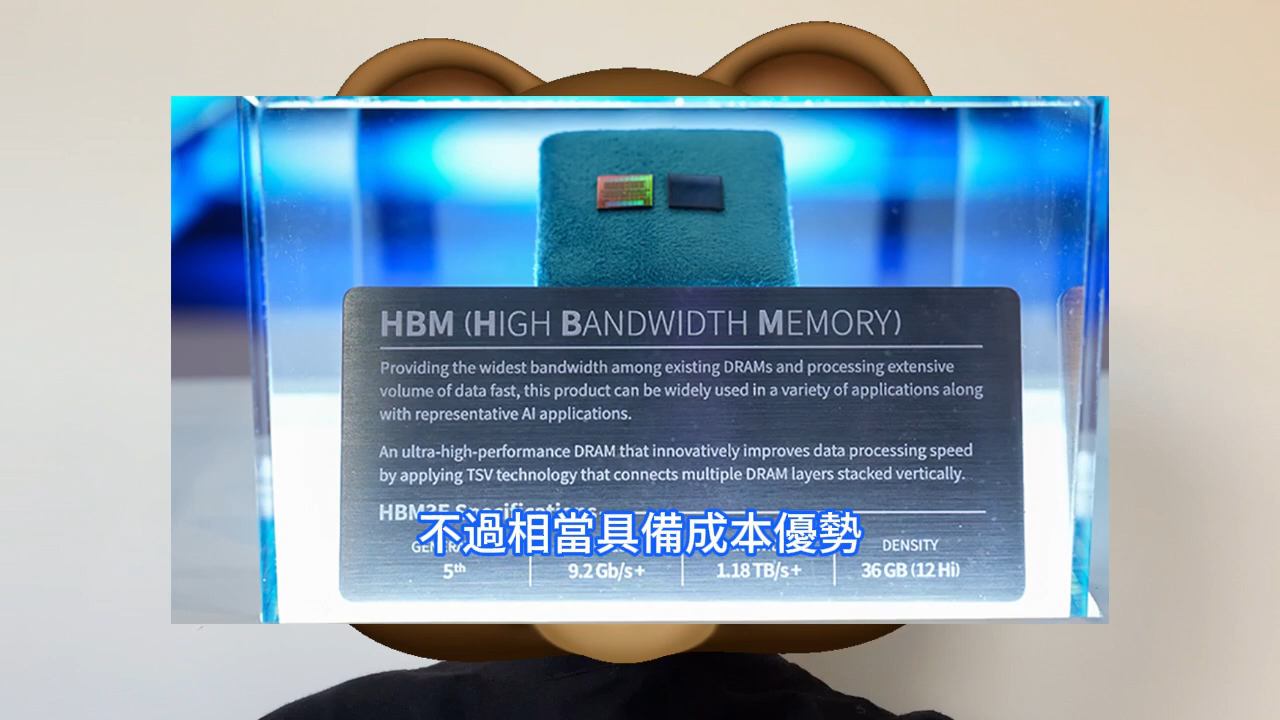 HBM (HIGH BANDWIDTH MEMORY)
Providing the widest bandwidth among existing DRAMs and processing extensive
volume of data fast, this product can be widely used in a variety of applications along
with representative AI applications.
An ultra-high-performance DRAM that innovatively improves data processing speed
by applying TSV technology that connects multiple DRAM layers stacked vertically.
HBM3E Specifications
不過相當具備成本優勢
DENSITY
5th 9.2 Gb/s+ 1.18 TB/s+ 36 GB (12 Hi)